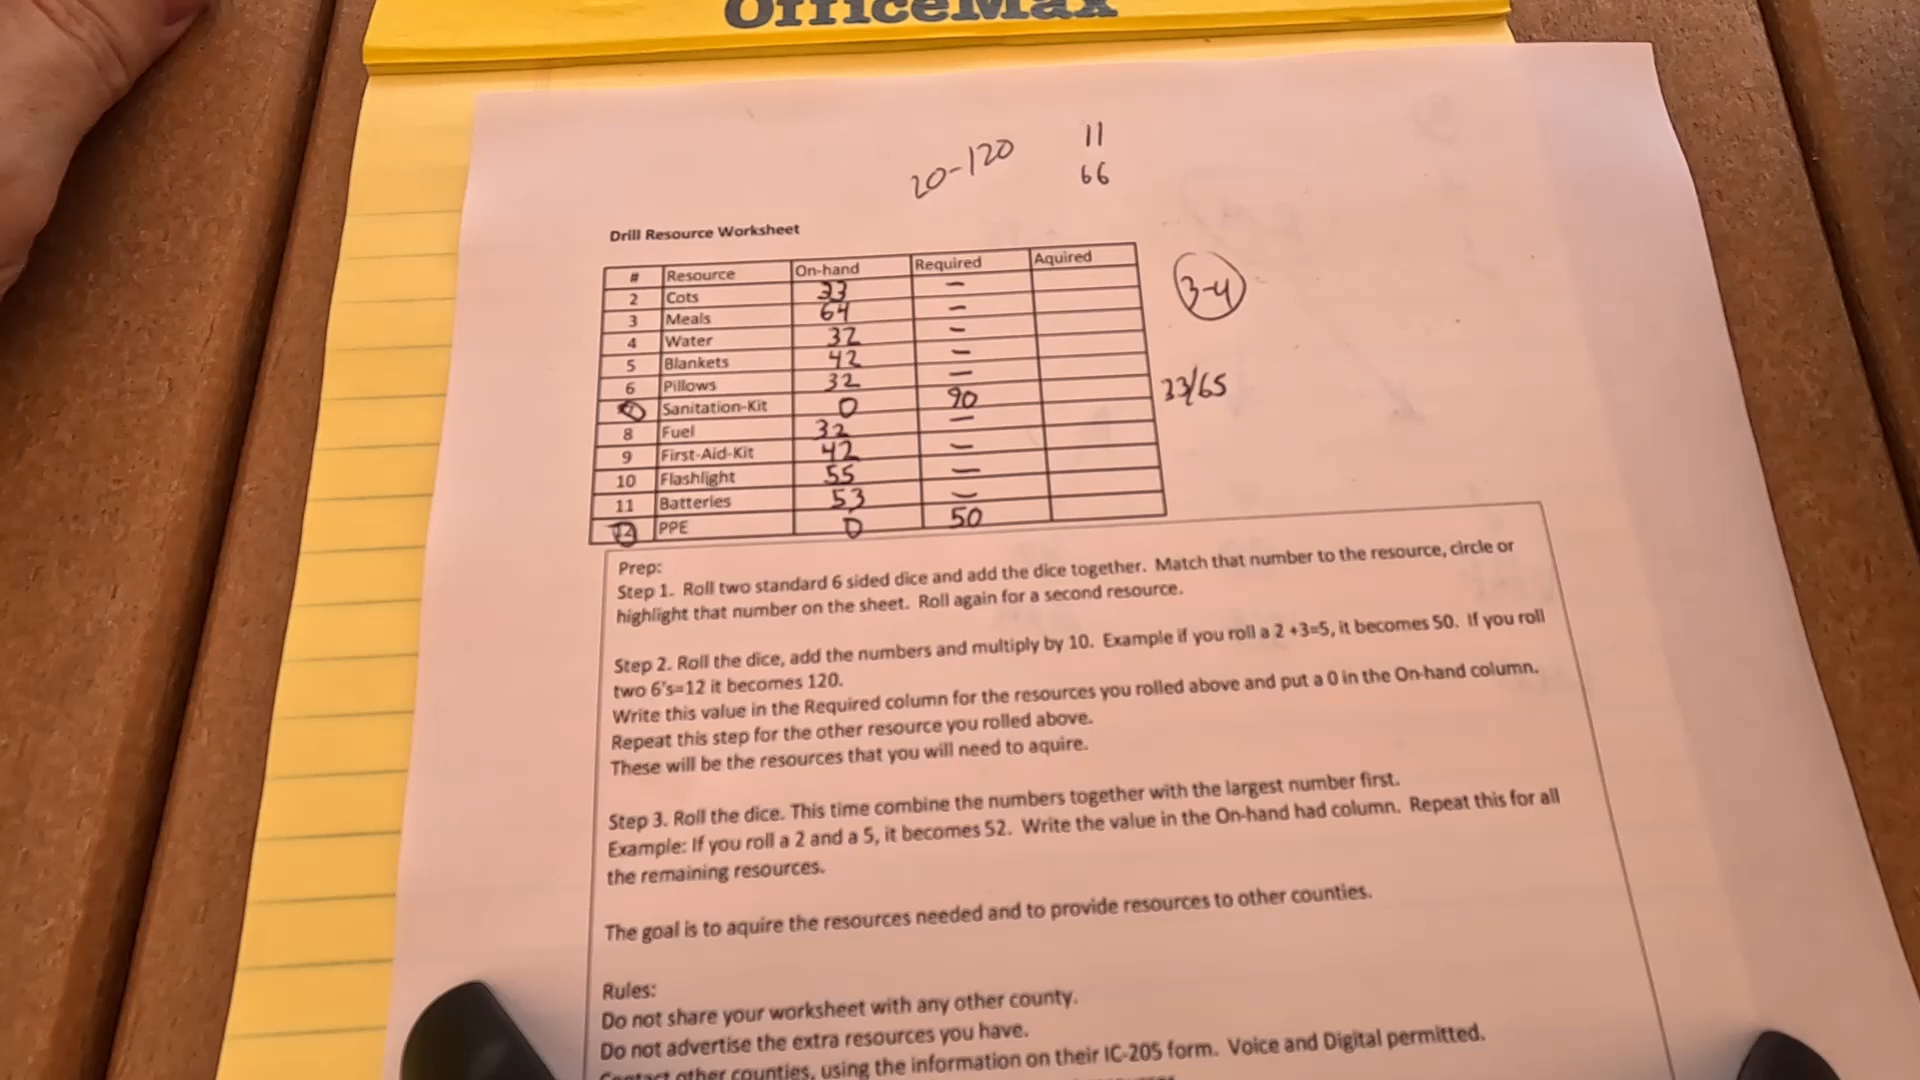 OfficeMax
20-120 11
66
Drill Resource Worksheet
# Resource On-hand Required Aquired
2 Cots 33 -
3 Meals 64 -
4 Water 32 -
5 Blankets 42 -
6 Pillows 32 -
7 Sanitation-Kit 0 90
8 Fuel 32 -
9 First-Aid-Kit 42 -
10 Flashlight 55 -
11 Batteries 53 -
12 PPE 0 50
3-4
33/65
Prep:
Step 1. Roll two standard 6 sided dice and add the dice together. Match that number to the resource, circle or
highlight that number on the sheet. Roll again for a second resource.
Step 2. Roll the dice, add the numbers and multiply by 10. Example if you roll a 2 +3=5, it becomes 50. If you roll
two 6's=12 it becomes 120.
Write this value in the Required column for the resources you rolled above and put a 0 in the On-hand column.
Repeat this step for the other resource you rolled above.
These will be the resources that you will need to aquire.
Step 3. Roll the dice. This time combine the numbers together with the largest number first.
Example: If you roll a 2 and a 5, it becomes 52. Write the value in the On-hand had column. Repeat this for all
the remaining resources.
The goal is to aquire the resources needed and to provide resources to other counties.
Rules:
Do not share your worksheet with any other county.
Do not advertise the extra resources you have.
Contact other counties, using the information on their IC-205 form. Voice and Digital permitted.